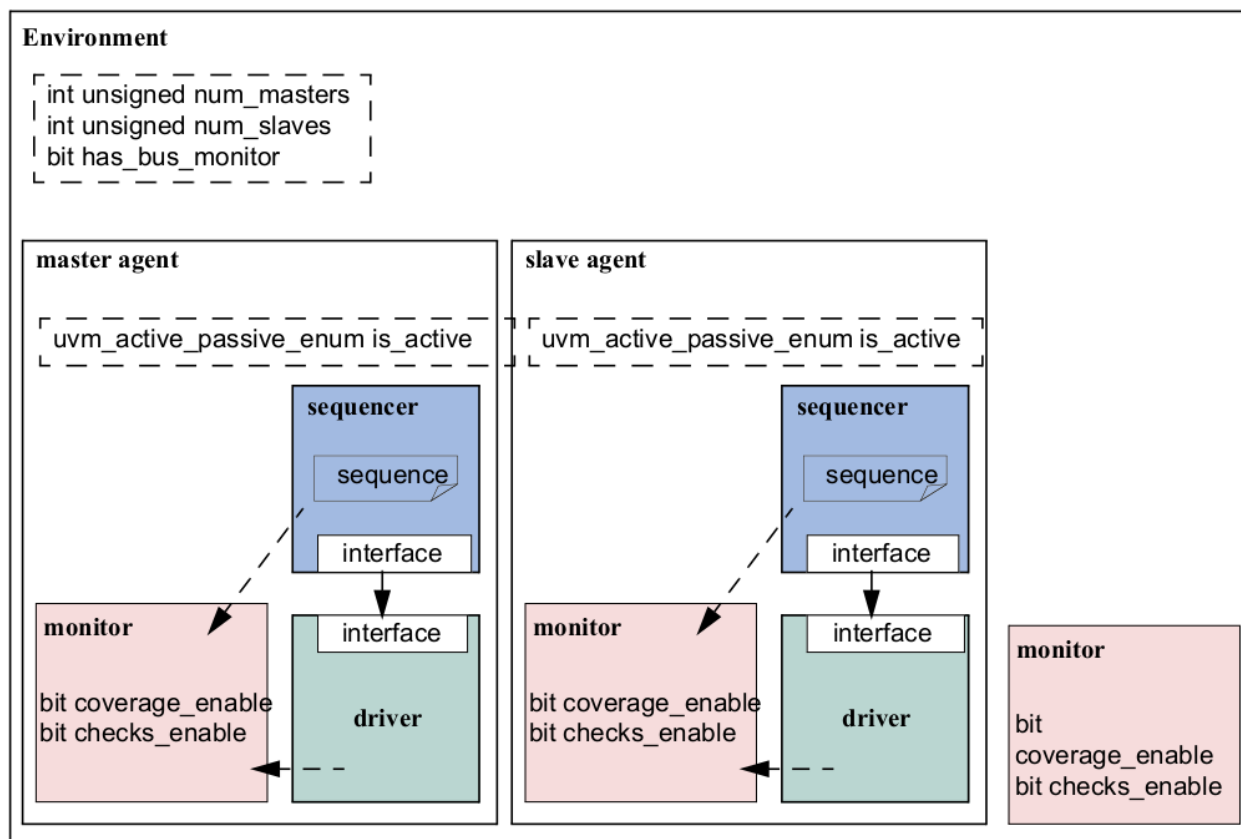 Environment
int unsigned num_masters
int unsigned num_slaves
bit has_bus_monitor
master agent
uvm_active_passive_enum is_active
sequencer
sequence
interface
monitor
bit coverage_enable
bit checks_enable
interface
driver
slave agent
uvm_active_passive_enum is_active
sequencer
sequence
interface
monitor
bit coverage_enable
bit checks_enable
interface
driver
monitor
bit
coverage_enable
bit checks_enable